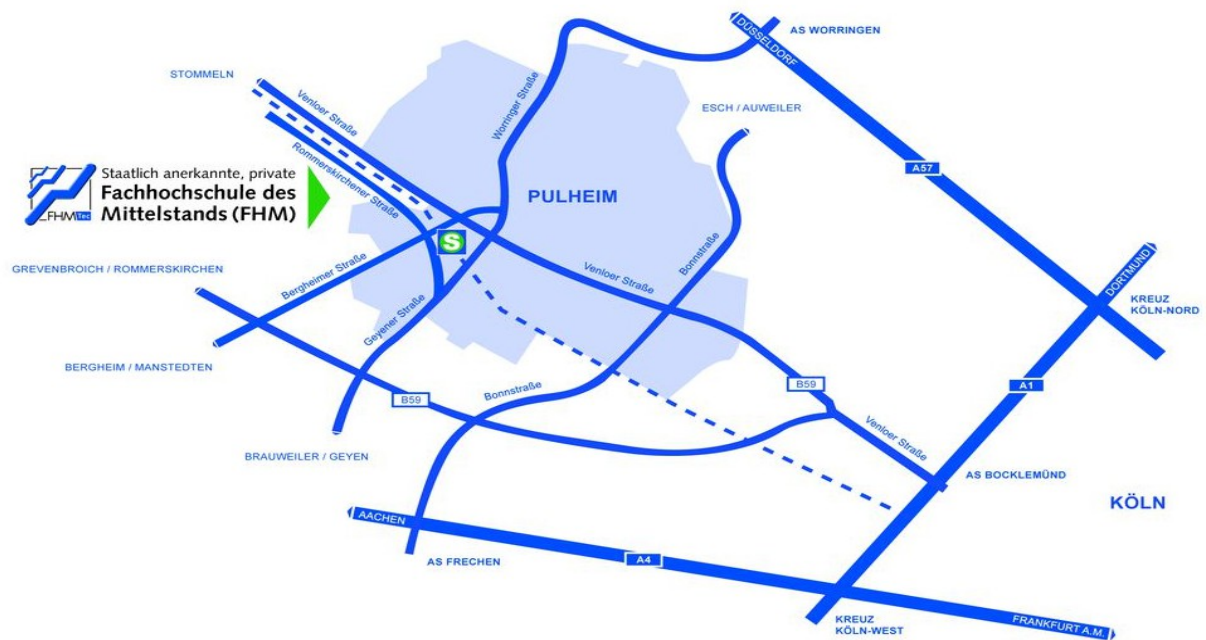 AS WORRINGEN
DÜSSELDORF
STOMMELN
Venloer Straße
Worringer Straße
ESCH / AUWEILER
Rommerskirchener Straße
A57
Staatlich anerkannte, private
Fachhochschule des
Mittelstands (FHM)
FHM Tec
PULHEIM
S
GREVENBROICH / ROMMERSKIRCHEN
Bergheimer Straße
Venloer Straße
Bonnstraße
DORTMUND
KREUZ
KÖLN-NORD
Geyener Straße
BERGHEIM / MANSTEDTEN
Bonnstraße
B59
B59
A1
Venloer Straße
BRAUWEILER / GEYEN
AS BOCKLEMÜND
KÖLN
AACHEN
AS FRECHEN
A4
KREUZ
KÖLN-WEST
FRANKFURT A.M.